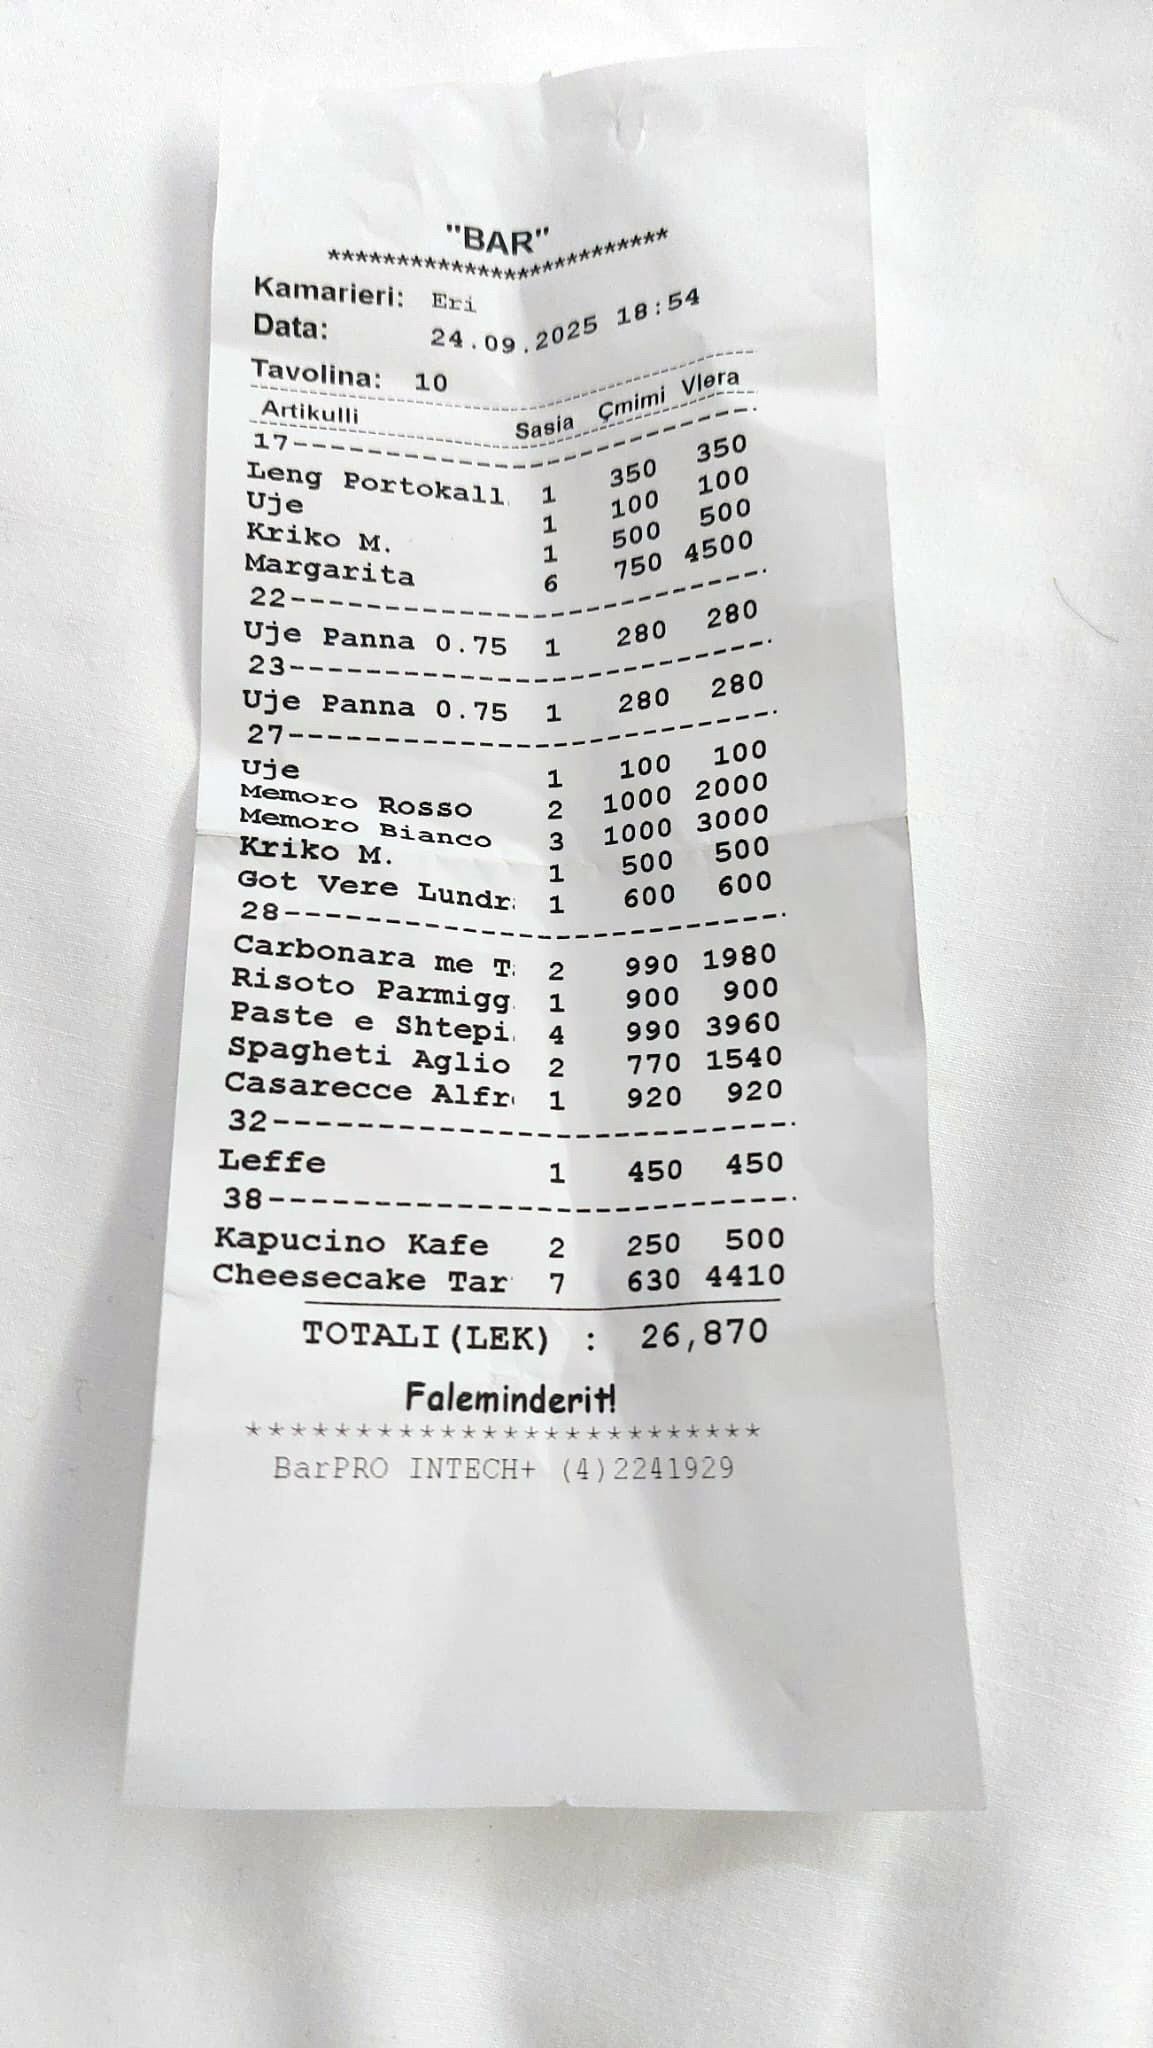 "BAR"
*************************
Kamarieri: Eri
Data: 24.09.2025 18:54
Tavolina: 10
Artikulli Sasia Çmimi Vlera
17
Leng Portokall 1 350 350
Uje 1 100 100
Kriko M. 1 500 500
Margarita 6 750 4500
22
Uje Panna 0.75 1 280 280
23
Uje Panna 0.75 1 280 280
27
Uje 1 100 100
Memoro Rosso 2 1000 2000
Memoro Bianco 3 1000 3000
Kriko M. 1 500 500
Got Vere Lundr 1 600 600
28
Carbonara me T 2 990 1980
Risoto Parmigg 1 900 900
Paste e Shtepi 4 990 3960
Spagheti Aglio 2 770 1540
Casarecce Alfr 1 920 920
32
Leffe 1 450 450
38
Kapucino Kafe 2 250 500
Cheesecake Tar 7 630 4410
TOTALI(LEK) : 26,870
Faleminderit!
*************************
BarPRO INTECH+ (4)2241929